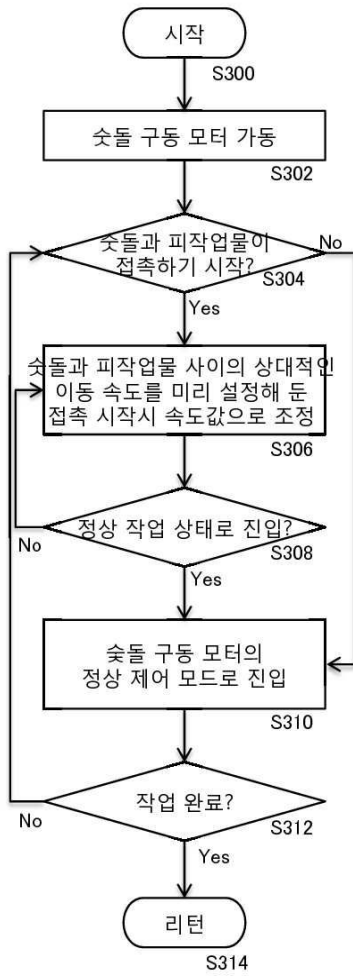 시작
S300
숫돌 구동 모터 가동
S302
숫돌과 피작업물이
접촉하기 시작?
No
S304
Yes
숫돌과 피작업물 사이의 상대적인
이동 속도를 미리 설정해 둔
접촉 시작시 속도값으로 조정
S306
정상 작업 상태로 진입?
No
S308
Yes
숯돌 구동 모터의
정상 제어 모드로 진입
S310
작업 완료?
No
S312
Yes
리턴
S314